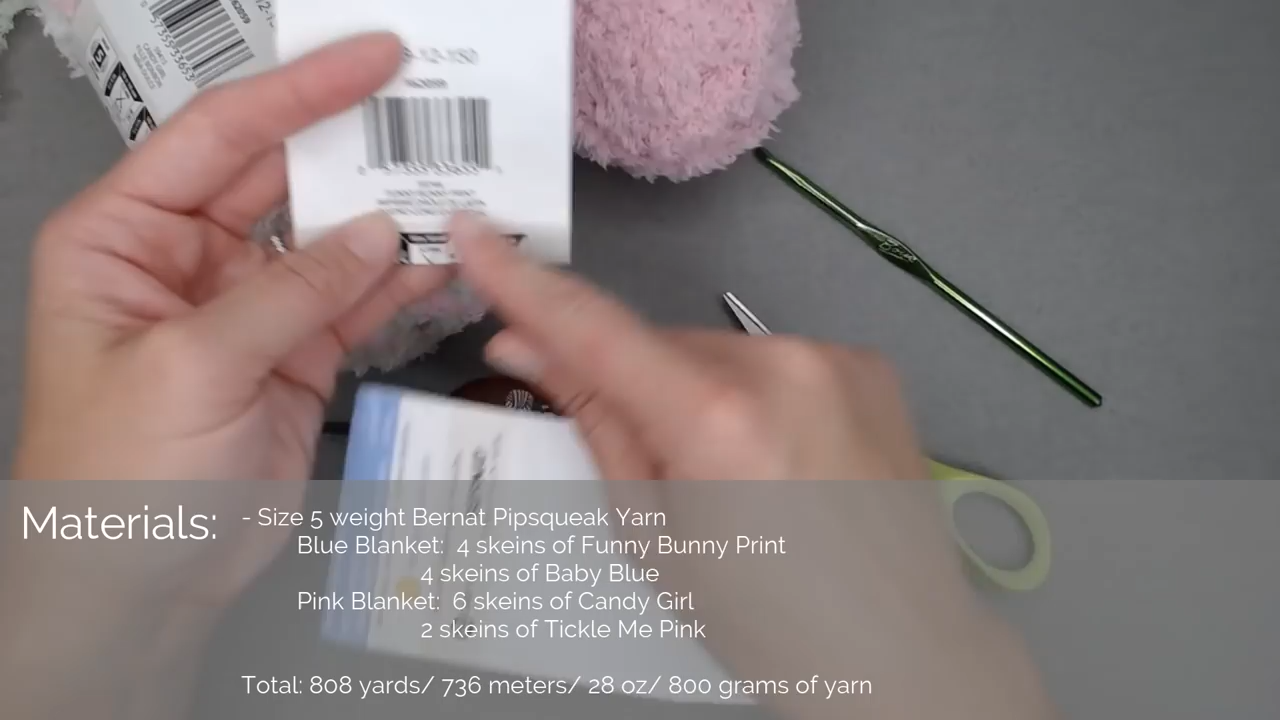 Materials:
- Size 5 weight Bernat Pipsqueak Yarn
Blue Blanket: 4 skeins of Funny Bunny Print
4 skeins of Baby Blue
Pink Blanket: 6 skeins of Candy Girl
2 skeins of Tickle Me Pink
Total: 808 yards/ 736 meters/ 28 oz/ 800 grams of yarn